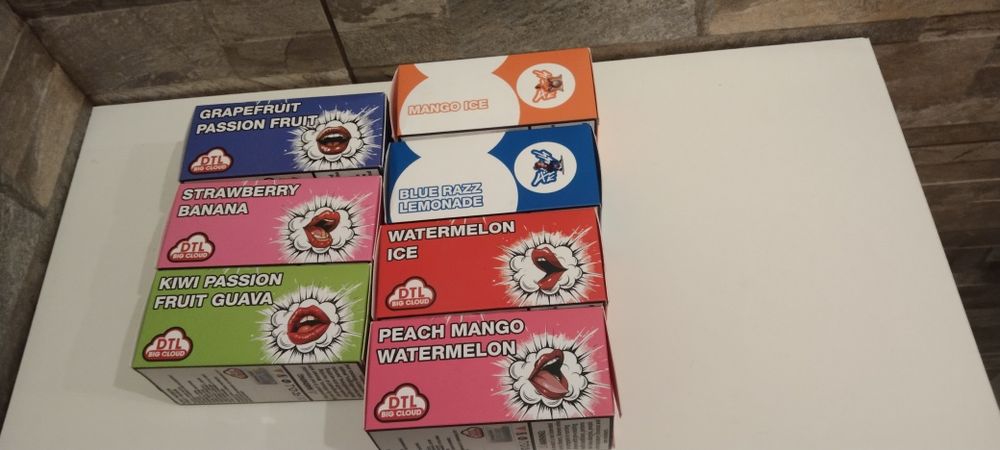 GRAPEFRUIT
PASSION FRUIT
DTL
BIG CLOUD
STRAWBERRY
BANANA
DTL
BIG CLOUD
KIWI PASSION
FRUIT GUAVA
DTL
BIG CLOUD
MANGO ICE
BLUE RAZZ
LEMONADE
WATERMELON
ICE
DTL
BIG CLOUD
PEACH MANGO
WATERMELON
DTL
BIG CLOUD